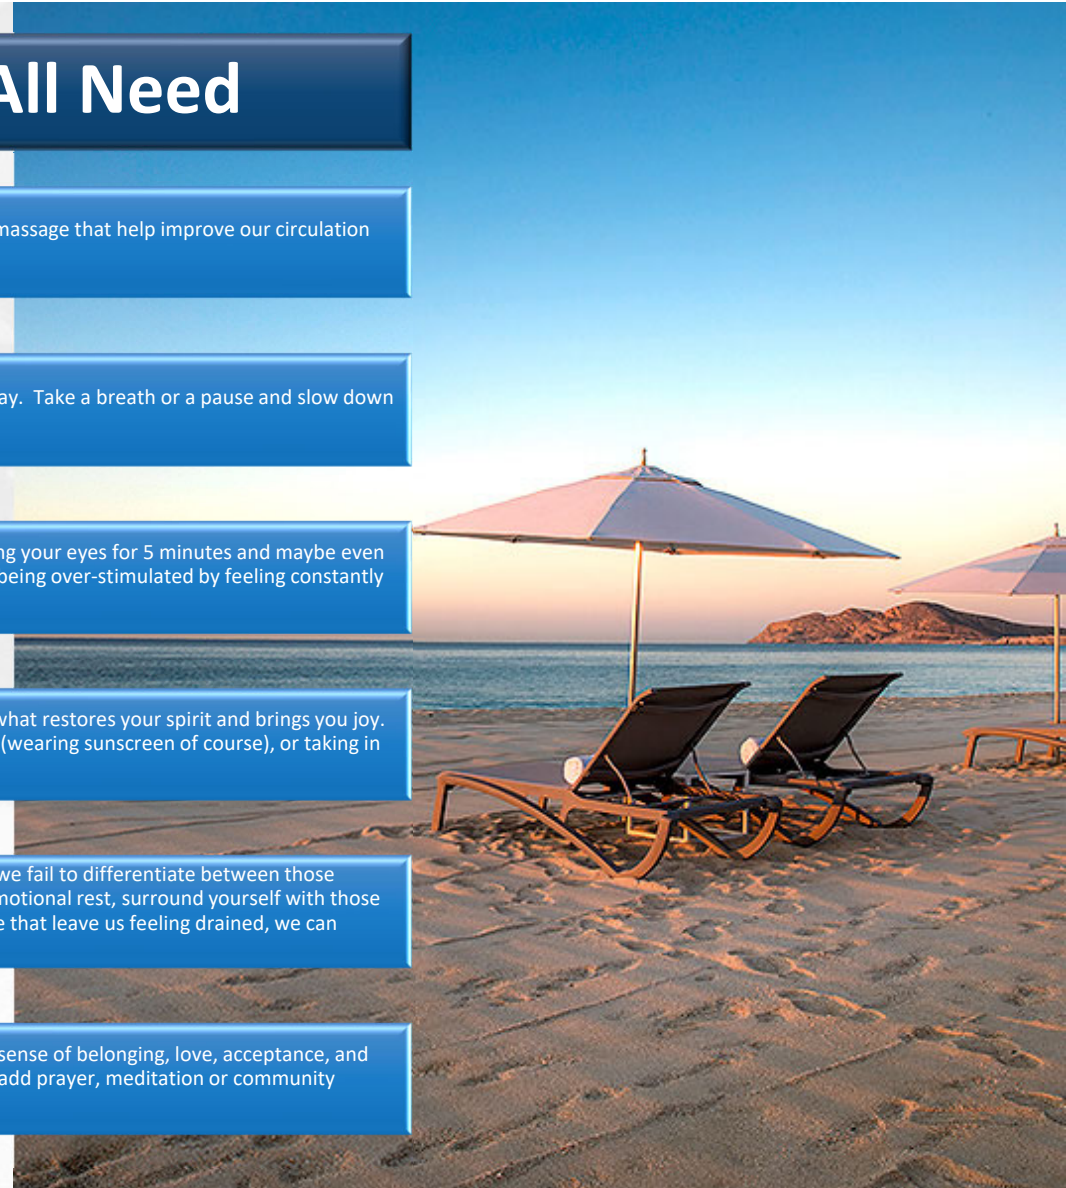 All Need
massage that help improve our circulation
ay. Take a breath or a pause and slow down
ng your eyes for 5 minutes and maybe even
being over-stimulated by feeling constantly
what restores your spirit and brings you joy.
(wearing sunscreen of course), or taking in
we fail to differentiate between those
motional rest, surround yourself with those
e that leave us feeling drained, we can
sense of belonging, love, acceptance, and
add prayer, meditation or community